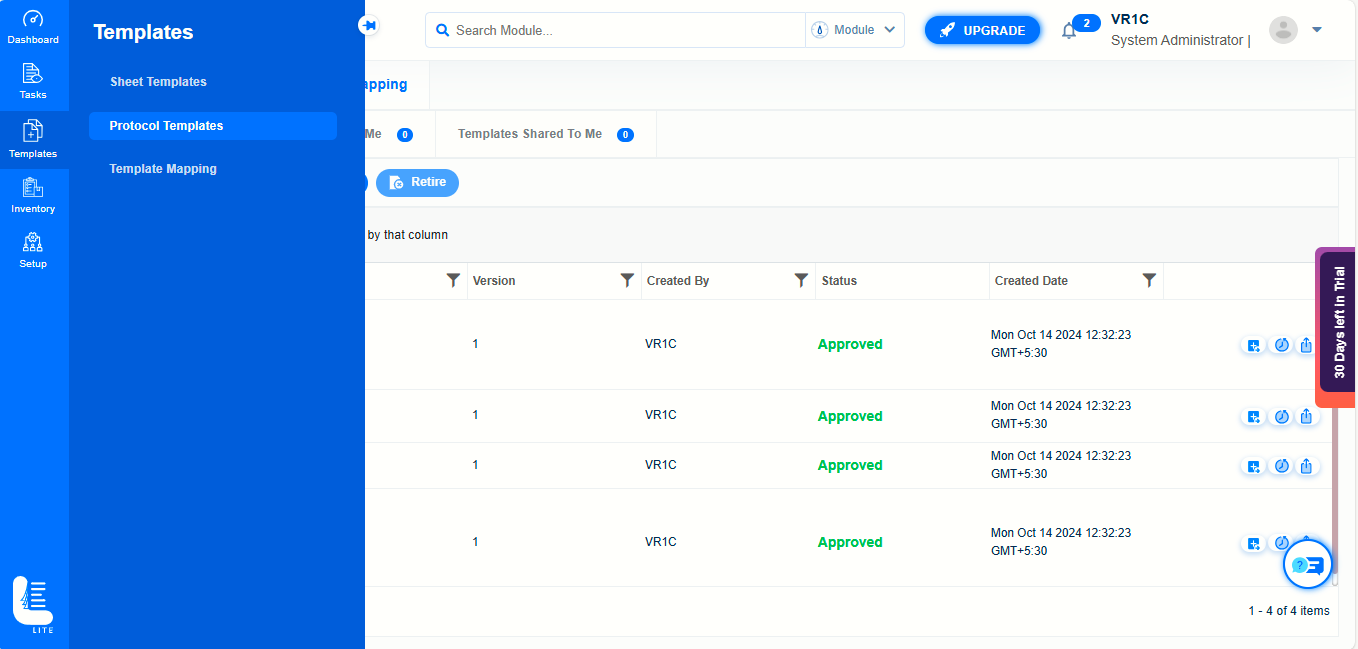 Dashboard
Tasks
Templates
Inventory
Setup
LITE
Templates
Sheet Templates
Protocol Templates
Template Mapping
Search Module...
Module
UPGRADE
2
VR1C
System Administrator |
apping
Me 0
Templates Shared To Me 0
Retire
by that column
Version Created By Status Created Date
1 VR1C Approved Mon Oct 14 2024 12:32:23
GMT+5:30
1 VR1C Approved Mon Oct 14 2024 12:32:23
GMT+5:30
1 VR1C Approved Mon Oct 14 2024 12:32:23
GMT+5:30
1 VR1C Approved Mon Oct 14 2024 12:32:23
GMT+5:30
1 - 4 of 4 items
30 Days left In Trial